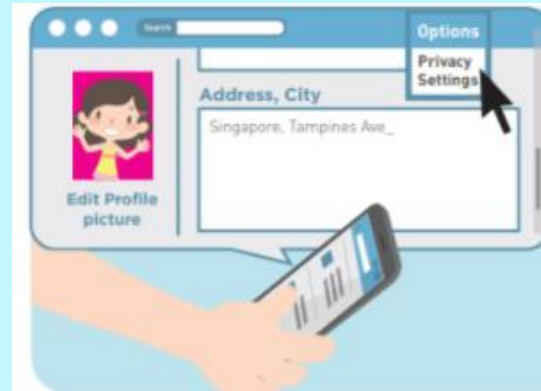 Search
Options
Privacy
Settings
Address, City
Singapore, Tampines Ave_
Edit Profile
picture